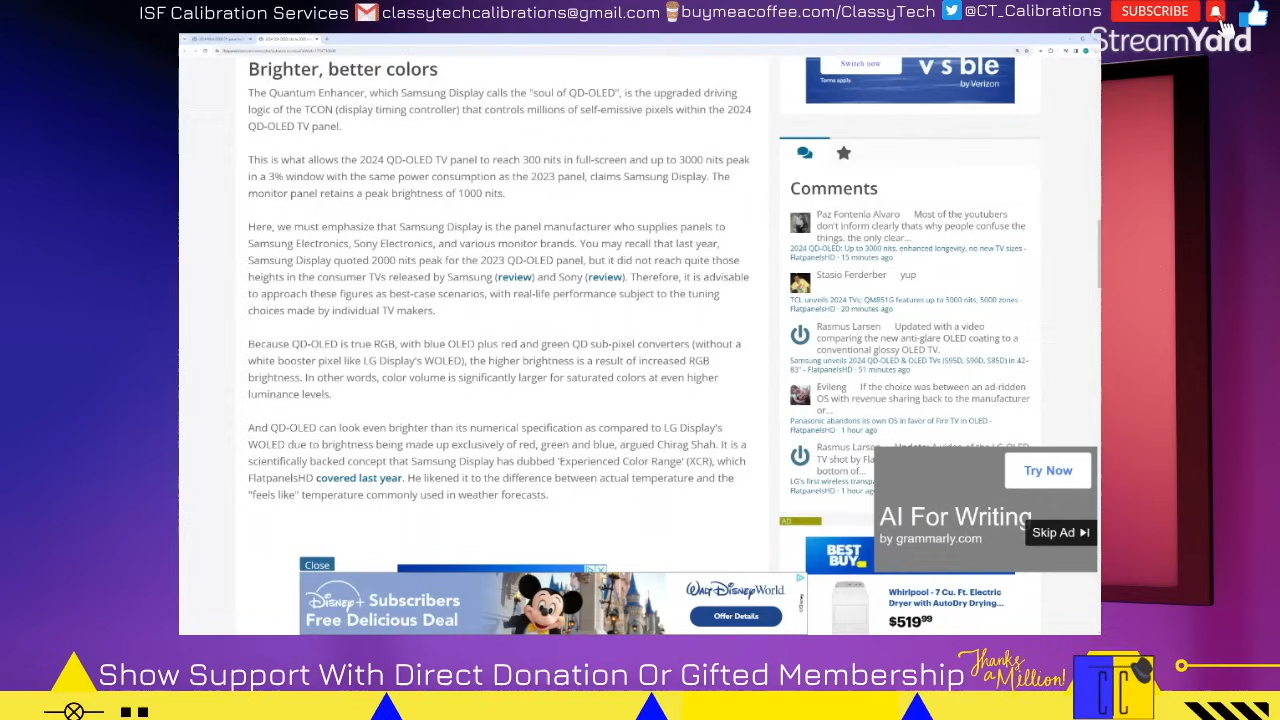 ISF Calibration Services classytechcalibrations@gmail.com buymeacoffee.com/ClassyTech @CT_Calibrations SUBSCRIBE
StreamYard
Brighter, better colors
The Quantum Enhancer, which Samsung Display calls the "soul of QD-OLED", is the upgraded driving
logic of the TCON (display timing controller) that controls millions of self-emissive pixels within the 2024
QD-OLED TV panel.
This is what allows the 2024 QD-OLED TV panel to reach 300 nits in full-screen and up to 3000 nits peak
in a 3% window with the same power consumption as the 2023 panel, claims Samsung Display. The
monitor panel retains a peak brightness of 1000 nits.
Here, we must emphasize that Samsung Display is the panel manufacturer who supplies panels to
Samsung Electronics, Sony Electronics, and various monitor brands. You may recall that last year,
Samsung Display quoted 2000 nits peak for the 2023 QD-OLED panel, but it did not reach quite those
heights in the consumer TVs released by Samsung (review) and Sony (review). Therefore, it is advisable
to approach these figures as best-case scenarios, with real-life performance subject to the tuning
choices made by individual TV makers.
Because QD-OLED is true RGB, with blue OLED plus red and green QD sub-pixel converters (without a
white booster pixel like LG Display's WOLED), the higher brightness is a result of increased RGB
brightness. In other words, color volume is significantly larger for saturated colors at even higher
luminance levels.
And QD-OLED can look even brighter than its numerical specification as compared to LG Display's
WOLED due to brightness being made up exclusively of red, green and blue, argued Chirag Shah. It is a
scientifically backed concept that Samsung Display has dubbed 'Experienced Color Range' (XCR), which
FlatpanelsHD covered last year. He likened it to the difference between actual temperature and the
"feels like" temperature commonly used in weather forecasts.
Switch now
Terms apply
v s ble
by Verizon
Comments
Paz Fontenla Alvaro Most of the youtubers
don't inform clearly thats why people confuse the
things. the only clear...
2024 QD-OLED: Up to 3000 nits, enhanced longevity, no new TV sizes -
FlatpanelsHD · 15 minutes ago
Stasio Ferderber yup
TCL unveils 2024 TVs; QM851G features up to 5000 nits, 5000 zones -
FlatpanelsHD · 20 minutes ago
Rasmus Larsen Updated with a video
comparing the new anti-glare OLED coating to a
conventional glossy OLED TV.
Samsung unveils 2024 QD-OLED & OLED TVs (S95D, S90D, S85D) in 42-
83" - FlatpanelsHD · 51 minutes ago
Evileng If the choice was between an ad-ridden
OS with revenue sharing back to the manufacturer
or...
Panasonic abandons its own OS in favor of Fire TV in OLED -
FlatpanelsHD · 1 hour ago
Rasmus Larsen Update: A video of the LG OLED
TV shot by Fla
bottom of...
LG's first wireless transpa
FlatpanelsHD · 1 hour ag
Try Now
AI For Writing
by grammarly.com
Skip Ad
AD
BEST
BUY
Whirlpool - 7 Cu. Ft. Electric
Dryer with AutoDry Drying...
$519.99
Close
Disney+ Subscribers
Free Delicious Deal
Walt Disney World
Offer Details
©Disney
Show Support With Direct Donation Or Gifted Membership
Thanks
a Million!
CT